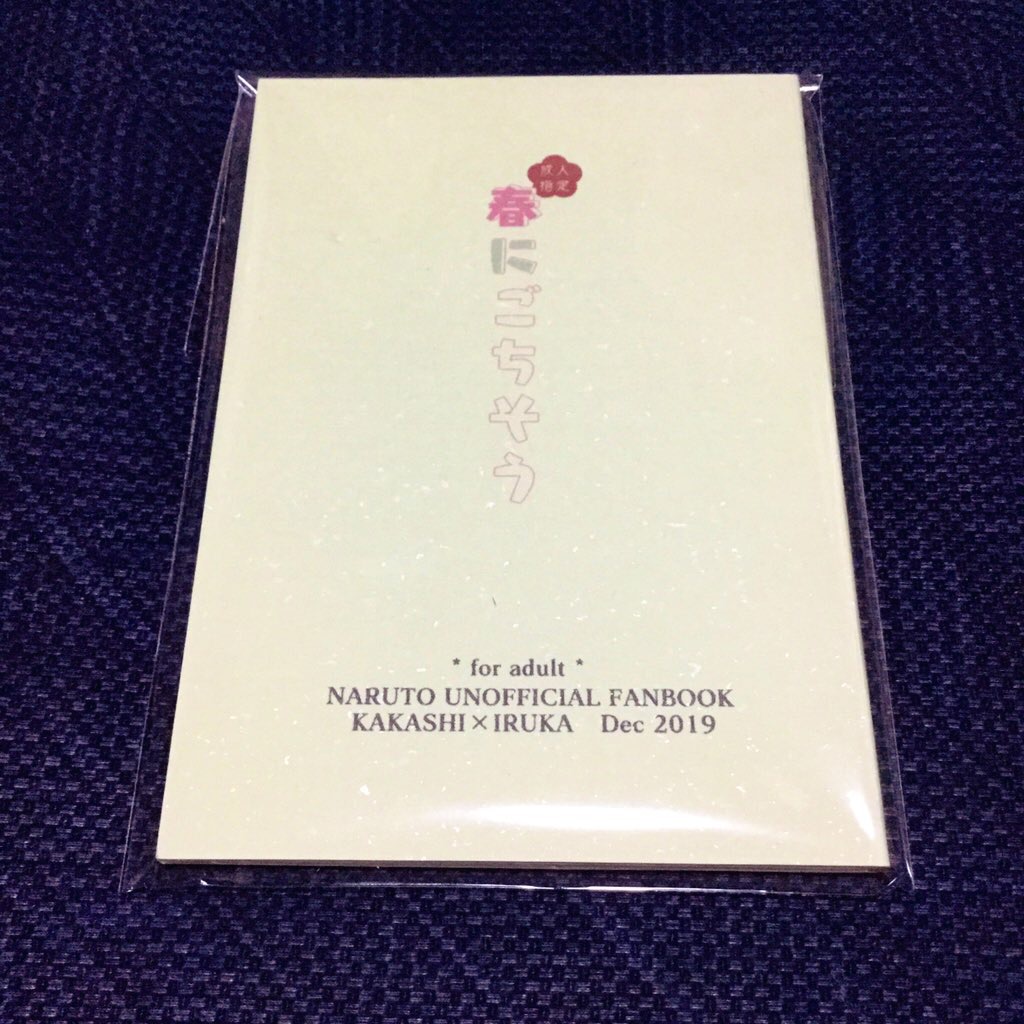 成人
指定
春にごちそう
* for adult *
NARUTO UNOFFICIAL FANBOOK
KAKASHI×IRUKA Dec 2019